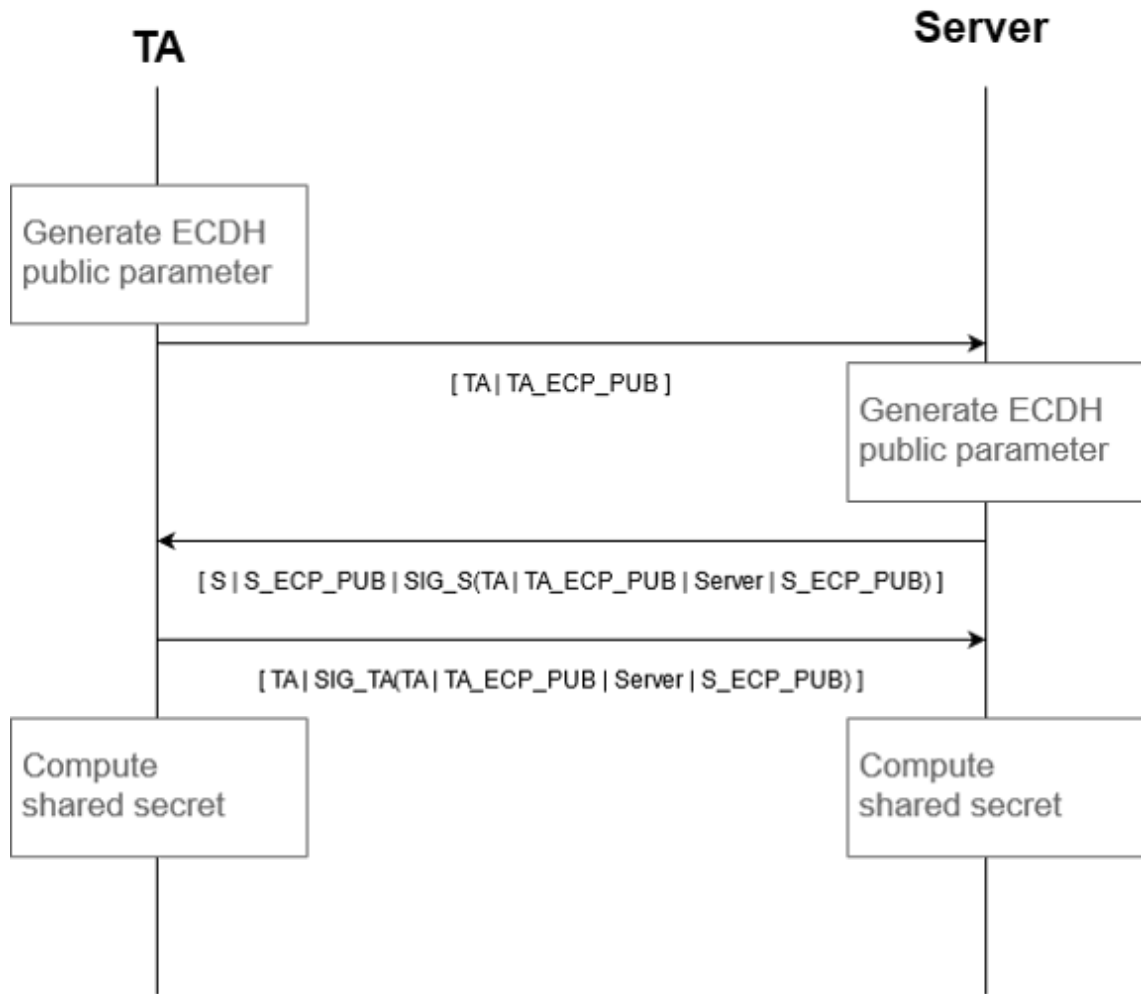 TA
Server
Generate ECDH
public parameter
[ TA | TA_ECP_PUB ]
Generate ECDH
public parameter
[ S | S_ECP_PUB | SIG_S(TA | TA_ECP_PUB | Server | S_ECP_PUB) ]
[ TA | SIG_TA(TA | TA_ECP_PUB | Server | S_ECP_PUB) ]
Compute
shared secret
Compute
shared secret